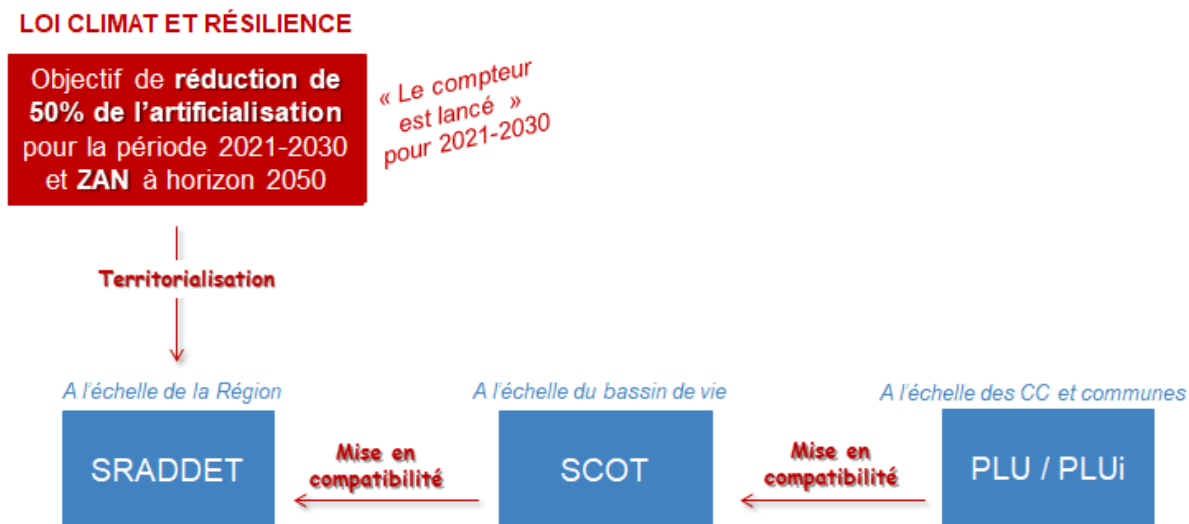 LOI CLIMAT ET RÉSILIENCE
Objectif de réduction de
50% de l'artificialisation
pour la période 2021-2030
et ZAN à horizon 2050
« Le compteur
est lancé »
pour 2021-2030
Territorialisation
A l'échelle de la Région
SRADDET
Mise en
compatibilité
A l'échelle du bassin de vie
SCOT
Mise en
compatibilité
A l'échelle des CC et communes
PLU / PLUi